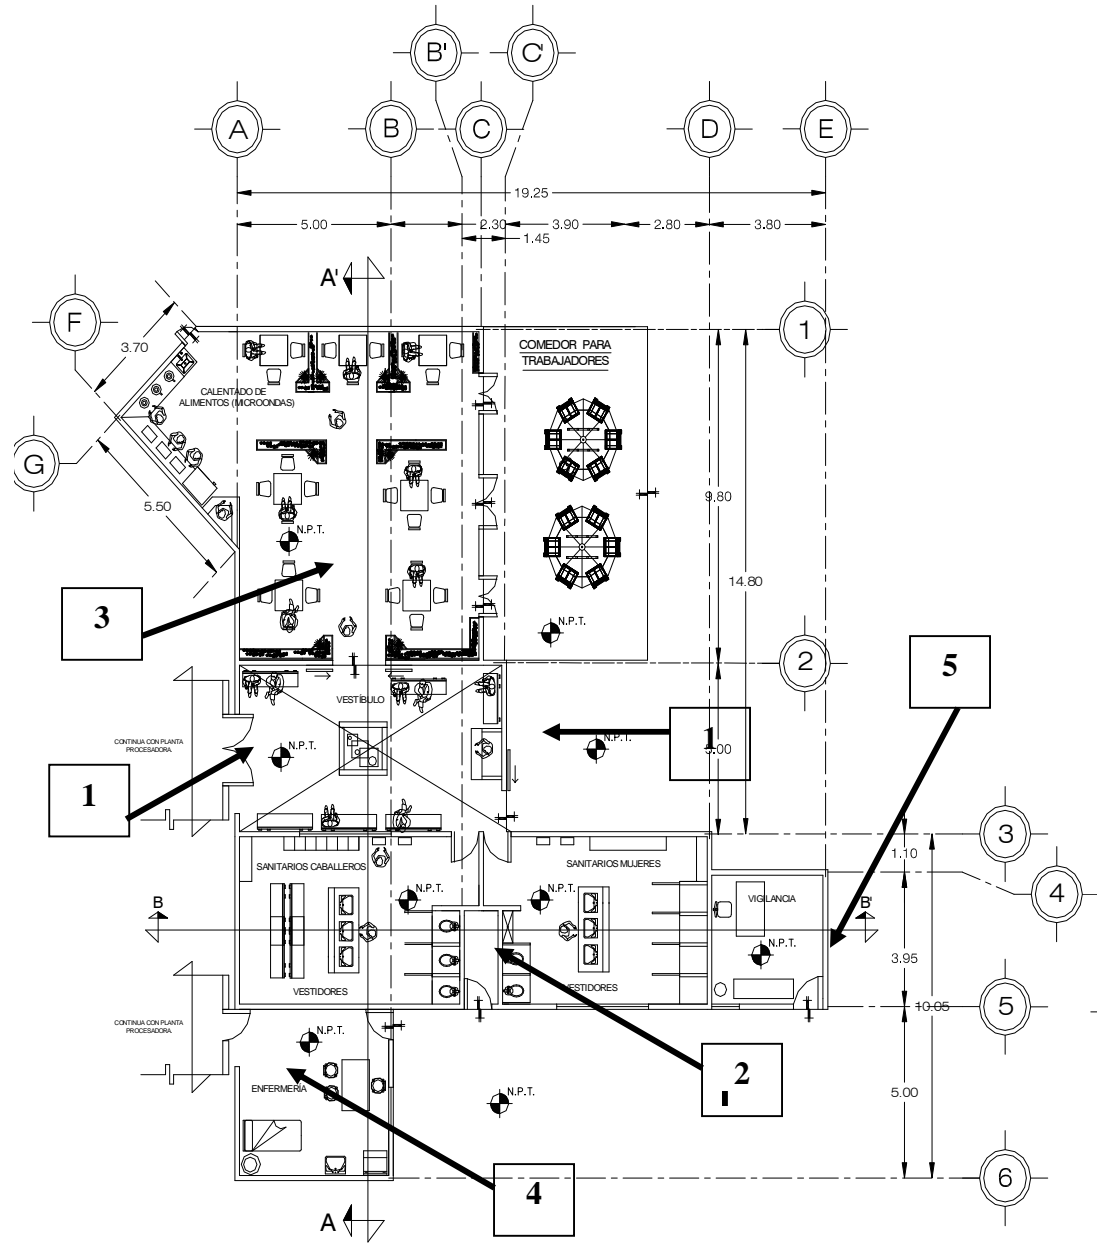 B' C'
A B C D E
19.25
5.00 2.30 3.90 2.80 3.80
1.45
A'
F
1
3.70
COMEDOR PARA
TRABAJADORES
CALENTADO DE
ALIMENTOS (MICROONDAS)
G
5.50
9.80
N.P.T.
14.80
3
N.P.T.
2
5
VESTÍBULO
CONTINUA CON PLANTA
PROCESADORA
N.P.T.
N.P.T.
1
5.00
1
3
1.10
SANITARIOS CABALLEROS
SANITARIOS MUJERES
4
N.P.T.
N.P.T.
VIGILANCIA
B
B'
N.P.T.
3.95
VESTIDORES
VESTIDORES
10.05
5
CONTINUA CON PLANTA
PROCESADORA
N.P.T.
2
ENFERMERÍA
N.P.T.
5.00
4
6
A